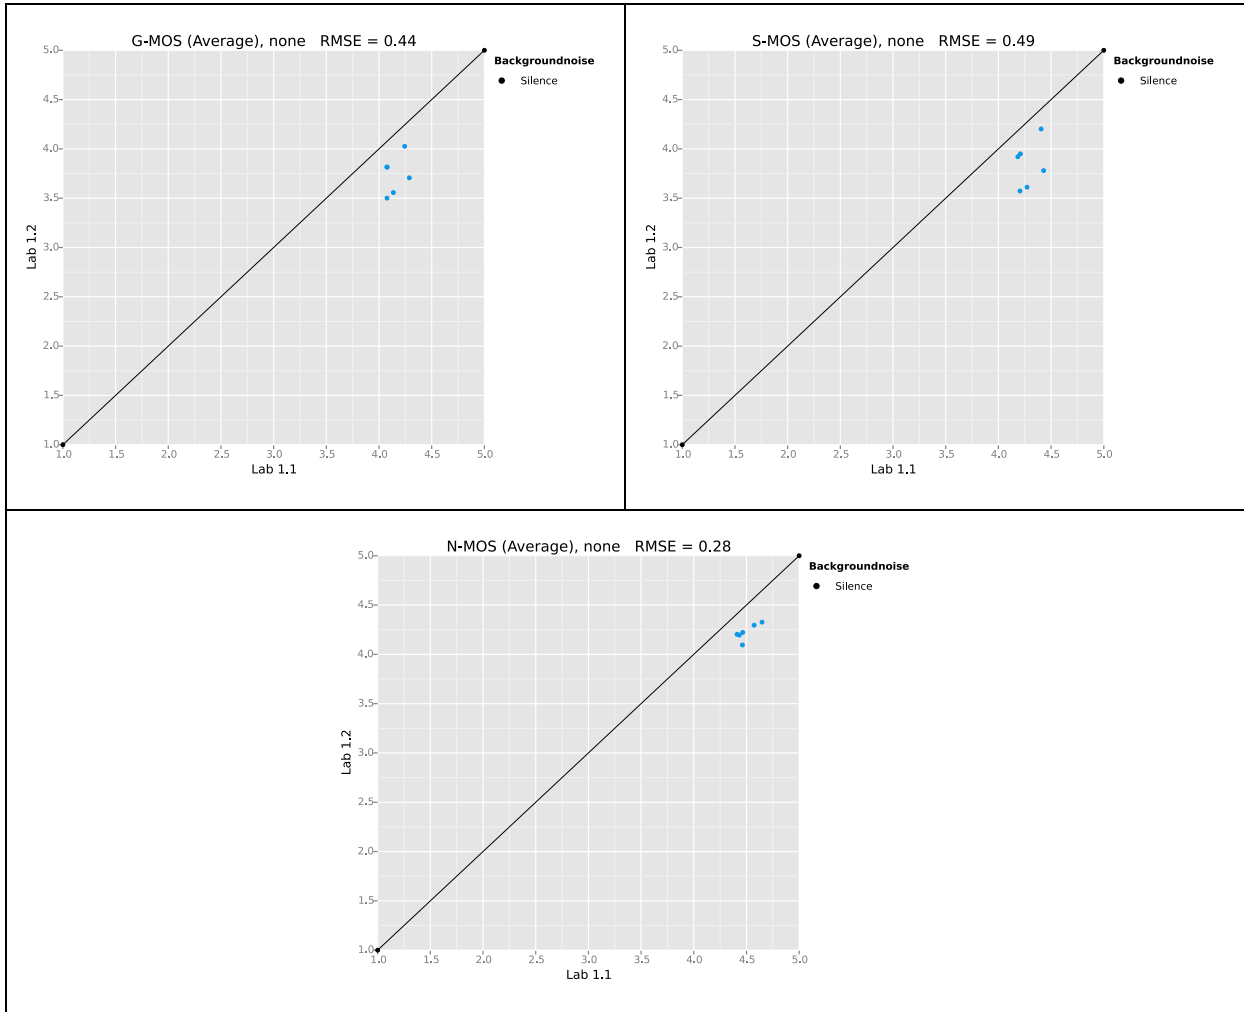 G-MOS (Average), none RMSE = 0.44
5.0
4.5
4.0
3.5
3.0
2.5
2.0
1.5
1.0
Lab 1.2
1.0 1.5 2.0 2.5 3.0 3.5 4.0 4.5 5.0
Lab 1.1
Backgroundnoise
Silence
S-MOS (Average), none RMSE = 0.49
5.0
4.5
4.0
3.5
3.0
2.5
2.0
1.5
1.0
Lab 1.2
1.0 1.5 2.0 2.5 3.0 3.5 4.0 4.5 5.0
Lab 1.1
Backgroundnoise
Silence
N-MOS (Average), none RMSE = 0.28
5.0
4.5
4.0
3.5
3.0
2.5
2.0
1.5
1.0
Lab 1.2
1.0 1.5 2.0 2.5 3.0 3.5 4.0 4.5 5.0
Lab 1.1
Backgroundnoise
Silence